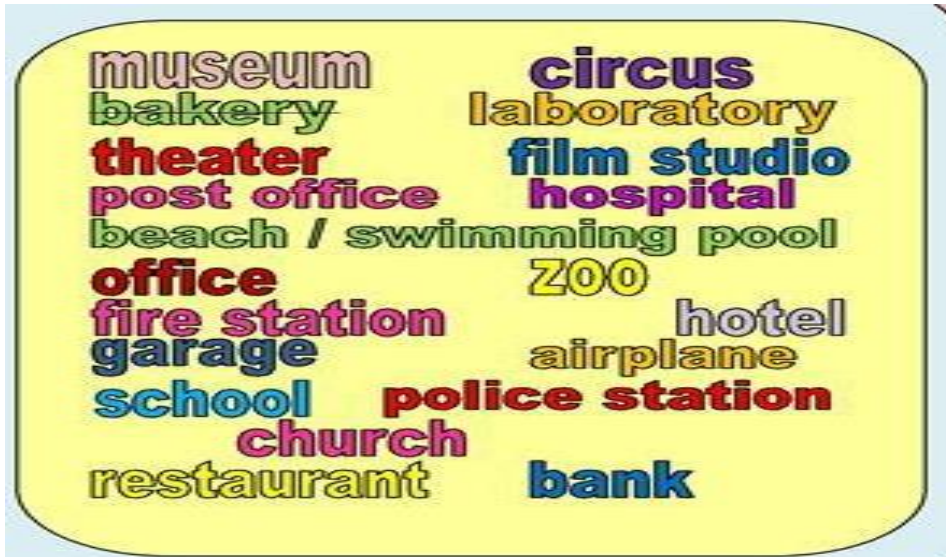 museum circus
bakery laboratory
theater film studio
post office hospital
beach / swimming pool
office zoo
fire station hotel
garage airplane
school police station
church
restaurant bank